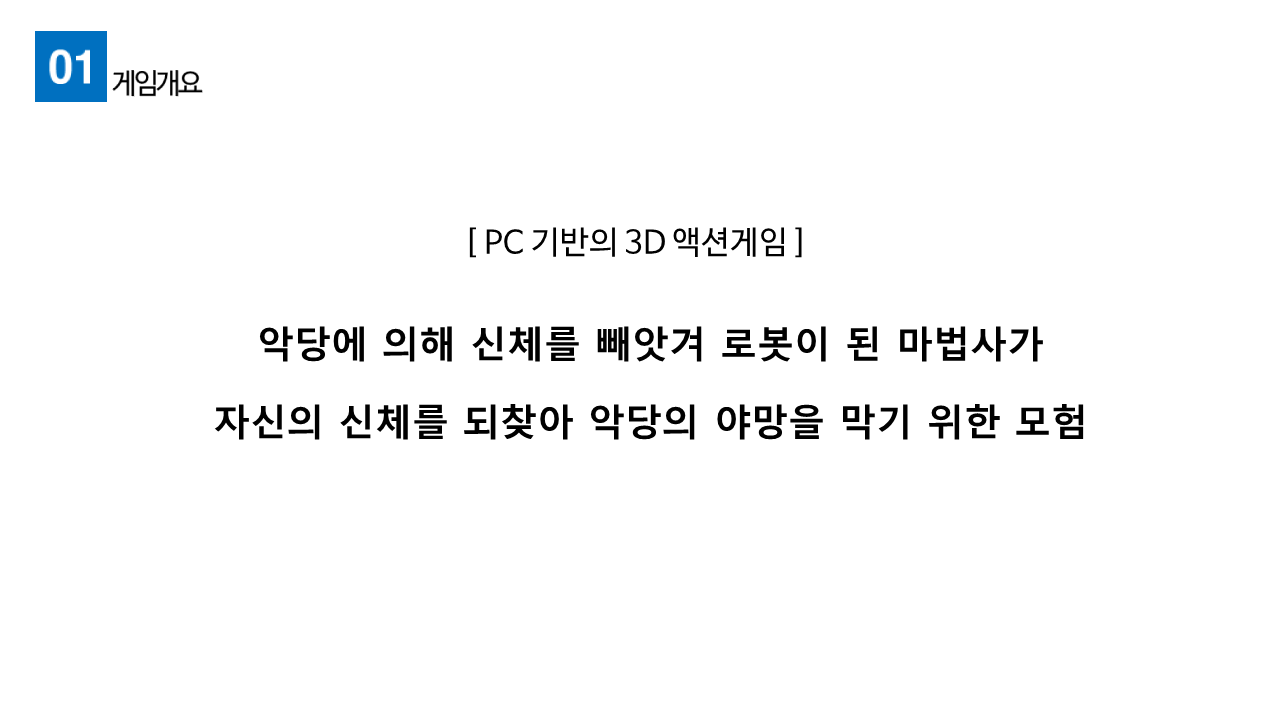 01 게임개요
[ PC 기반의 3D 액션게임 ]
악당에 의해 신체를 빼앗겨 로봇이 된 마법사가
자신의 신체를 되찾아 악당의 야망을 막기 위한 모험